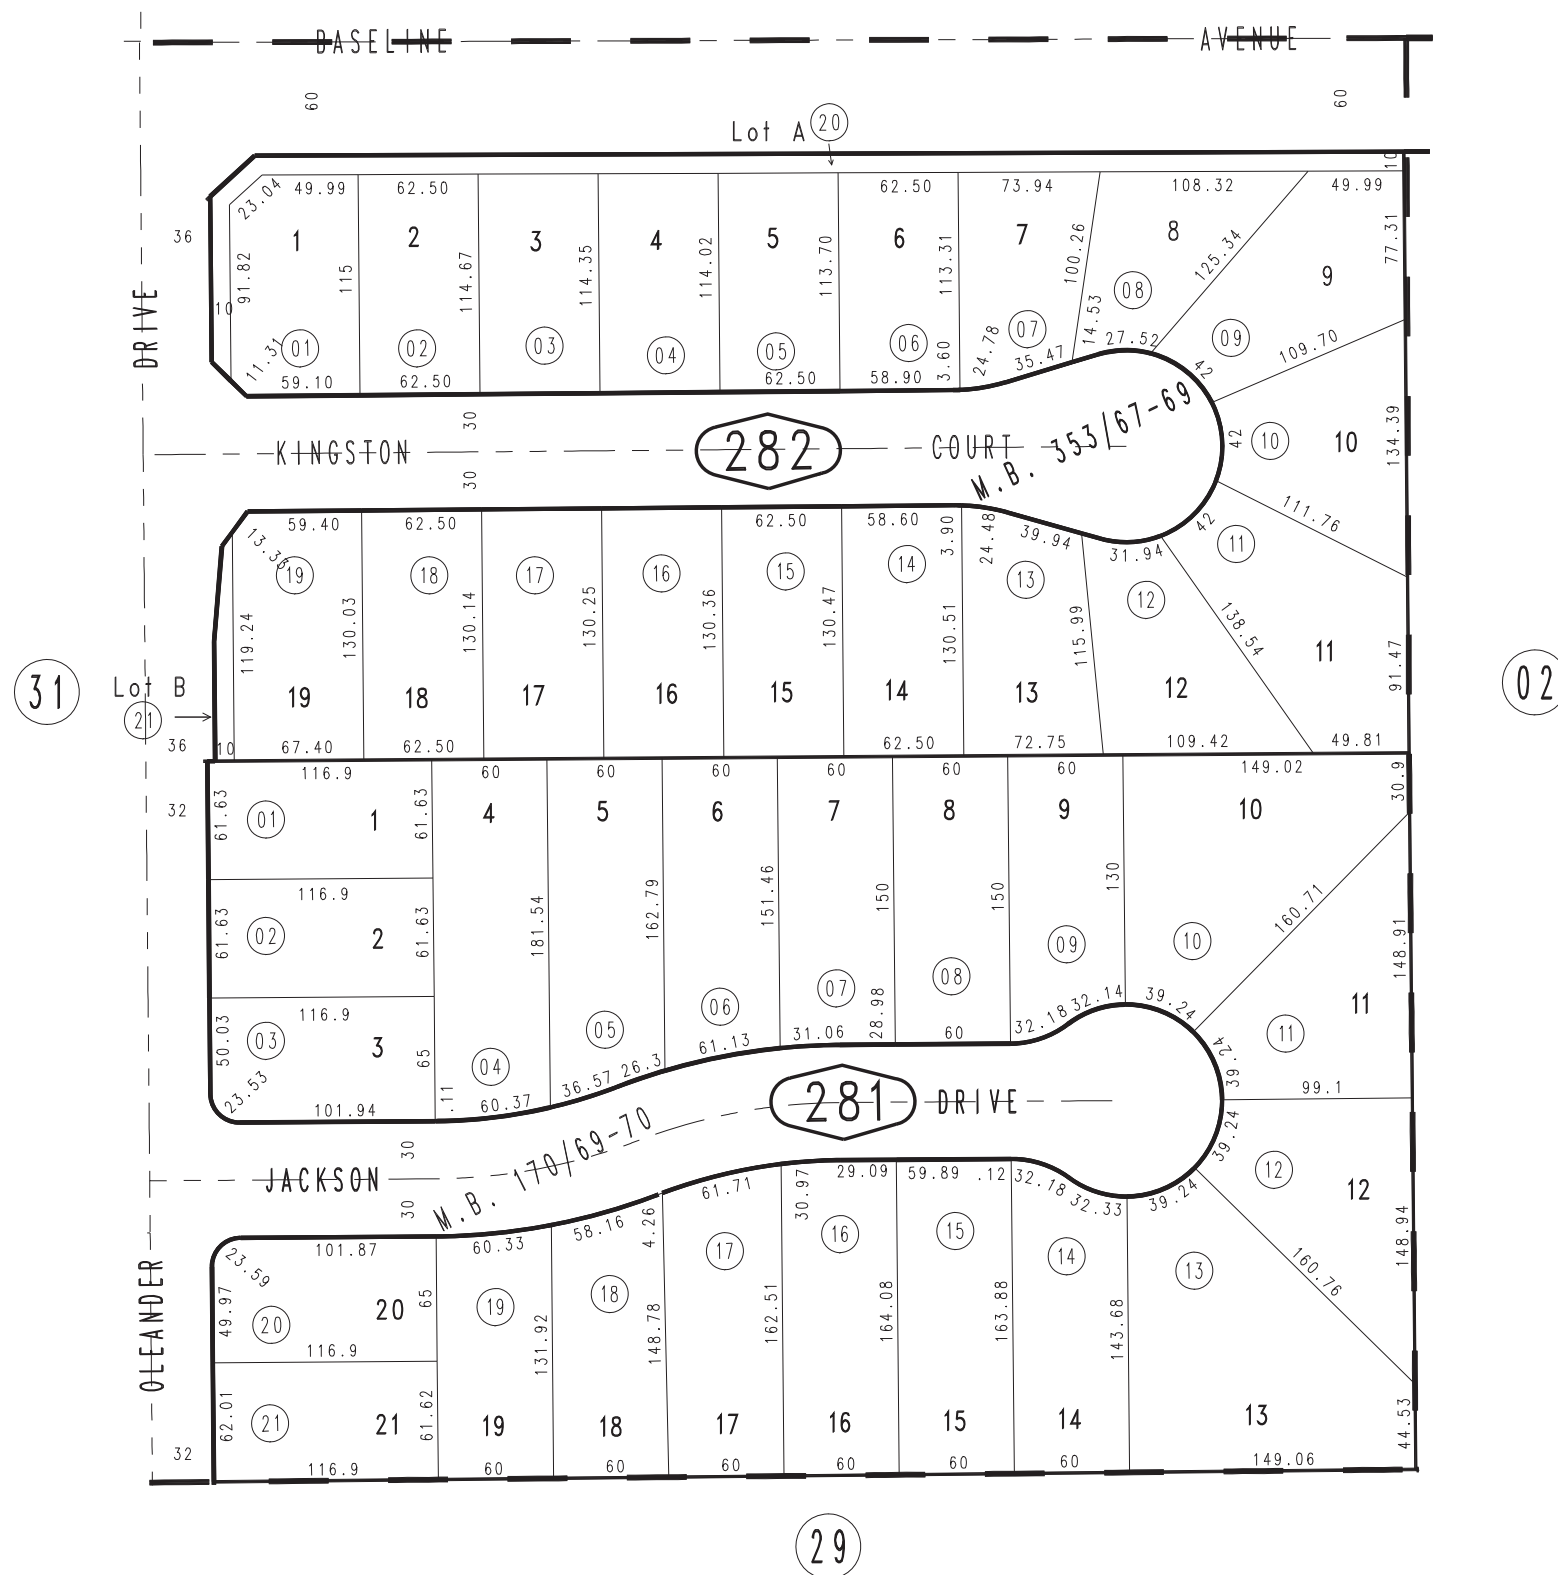 BASELINE AVENUE
60 60
Lot A 20
10
23.04 49.99 62.50 62.50 73.94 108.32 49.99
36
1 2 3 4 5 6 7 8 9
91.82 115 114.67 114.35 114.02 113.70 113.31 100.26 125.34 77.31
10
DRIVE
11.31 01 02 03 04 05 06 07 08 09
3.60 24.78 35.47 14.53 27.52 42 109.70
59.10 62.50 62.50 58.90
30
KINGSTON 282 COURT
M.B. 353/67-69
42 10 10 134.39
30
59.40 62.50 62.50 58.60 3.90 24.48 39.94 31.94 42 111.76
13.36 19 18 17 16 15 14 13 12 11
119.24 130.03 130.14 130.25 130.36 130.47 130.51 115.99 138.54 91.47
31
Lot B
21
02
19 18 17 16 15 14 13 12 11
36 10 67.40 62.50 62.50 72.75 109.42 49.81
116.9 60 60 60 60 60 60 149.02 30.9
32 61.63 01 1 61.63
4 5 6 7 8 9 10
116.9
61.63 02 2 61.63
181.54 162.79 151.46 150 150 130 160.71 148.91
116.9
50.03 03 3 65
04 05 06 07 08 09 10 11 11
23.53 101.94 .11 60.37 36.57 26.3 61.13 31.06 28.98 60 32.18 32.14 39.24 39.24 39.24 99.1
281 DRIVE
30
JACKSON
M.B. 170/69-70
30
29.09 59.89 .12 32.18 32.33 39.24 39.24
12 12
101.87 60.33 58.16 4.26 61.71 30.97
23.59 49.97 20 20 65
19 18 17 16 15 14 13
116.9
131.92 148.78 162.51 164.08 163.88 143.68 160.76 148.94
OLEANDER
62.01 21 21 61.62
19 18 17 16 15 14 13 44.53
32 116.9 60 60 60 60 60 149.06
29